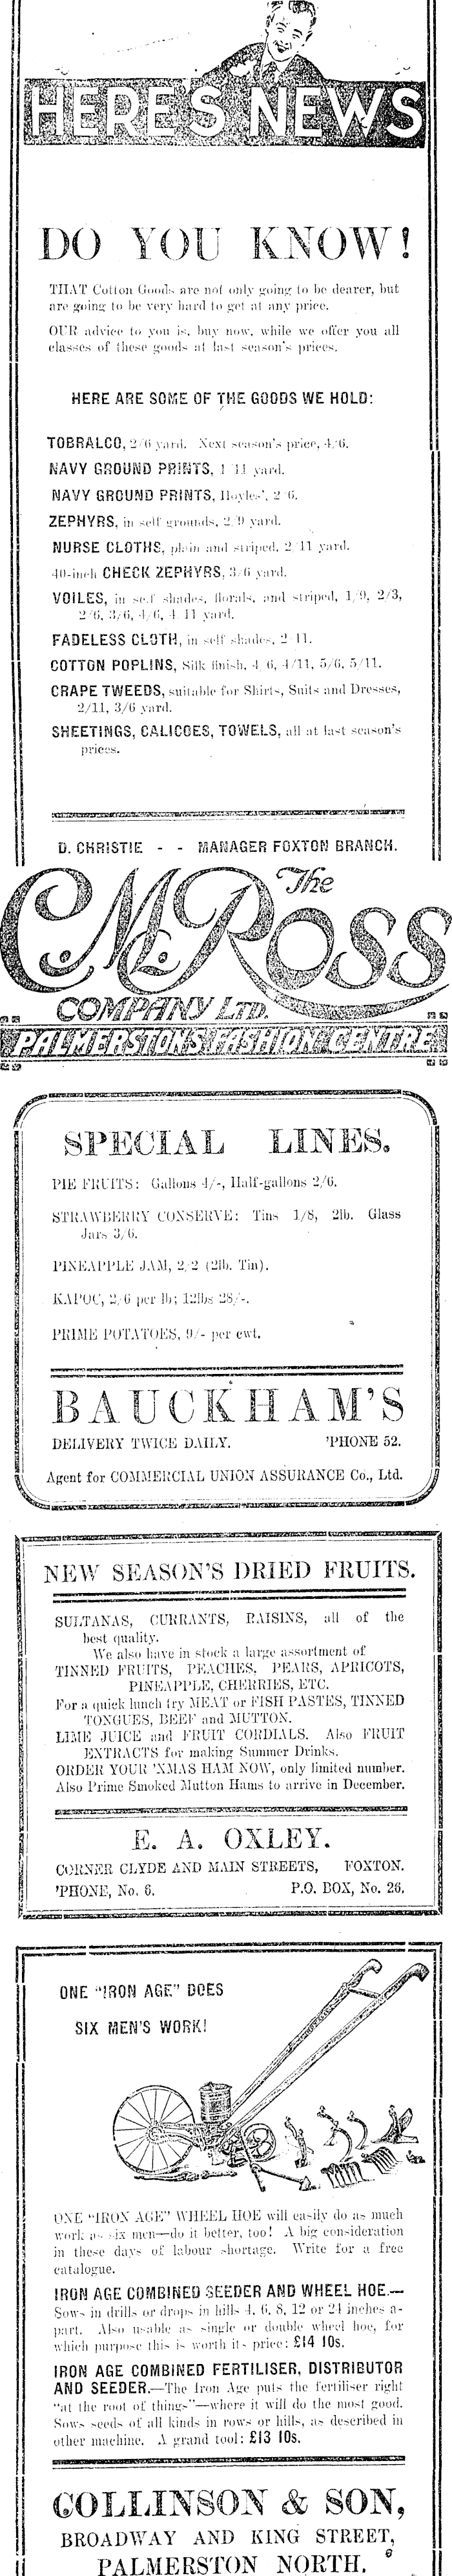 HERE'S NEWS
DO YOU KNOW!
THAT Cotton Goods are not only going to be dearer, but
are going to be very hard to get at any price.
OUR advice to you is, buy now, while we offer you all
classes of these goods at last season's prices.
HERE ARE SOME OF THE GOODS WE HOLD:
TOBRALCO, 2/6 yard. Next season's price, 4/6.
NAVY GROUND PRINTS, 1/11 yard.
NAVY GROUND PRINTS, Hoyles', 2/6.
ZEPHYRS, in self grounds, 2/9 yard.
NURSE CLOTHS, plain and striped, 2/11 yard.
40-inch CHECK ZEPHYRS, 3/6 yard.
VOILES, in self shades, florals, and striped, 1/9, 2/3,
2/6, 3/6, 4/6, 4/11 yard.
FADELESS CLOTH, in self shades, 2/11.
COTTON POPLINS, Silk finish, 4/6, 4/11, 5/6, 5/11.
CRAPE TWEEDS, suitable for Shirts, Suits and Dresses,
2/11, 3/6 yard.
SHEETINGS, CALICOES, TOWELS, all at last season's
prices.
D. CHRISTIE - - MANAGER FOXTON BRANCH.
The
C.M. Ross
COMPANY LTD.
PALMERSTON'S FASHION CENTRE
SPECIAL LINES.
PIE FRUITS: Gallons 4/-, Half-gallons 2/6.
STRAWBERRY CONSERVE: Tins 1/8, 2lb. Glass
Jars 3/6.
PINEAPPLE JAM, 2/2 (2lb. Tin).
KAPOC, 2/6 per lb; 12lbs 28/-.
PRIME POTATOES, 9/- per cwt.
BAUCKHAM'S
DELIVERY TWICE DAILY. 'PHONE 52.
Agent for COMMERCIAL UNION ASSURANCE Co., Ltd.
NEW SEASON'S DRIED FRUITS.
SULTANAS, CURRANTS, RAISINS, all of the
best quality.
We also have in stock a large assortment of
TINNED FRUITS, PEACHES, PEARS, APRICOTS,
PINEAPPLE, CHERRIES, ETC.
For a quick lunch try MEAT or FISH PASTES, TINNED
TONGUES, BEEF and MUTTON.
LIME JUICE and FRUIT CORDIALS. Also FRUIT
EXTRACTS for making Summer Drinks.
ORDER YOUR 'XMAS HAM NOW, only limited number.
Also Prime Smoked Mutton Hams to arrive in December.
E. A. OXLEY.
CORNER CLYDE AND MAIN STREETS, FOXTON.
'PHONE, No. 6. P.O. BOX, No. 26.
ONE "IRON AGE" DOES
SIX MEN'S WORK!
ONE "IRON AGE" WHEEL HOE will easily do as much
work as six men—do it better, too! A big consideration
in these days of labour shortage. Write for a free
catalogue.
IRON AGE COMBINED SEEDER AND WHEEL HOE.—
Sows in drills or drops in hills 4, 6, 8, 12 or 24 inches a-
part. Also usable as single or double wheel hoe, for
which purpose this is worth its price: £14 10s.
IRON AGE COMBINED FERTILISER, DISTRIBUTOR
AND SEEDER.—The Iron Age puts the fertiliser right
"at the root of things"—where it will do the most good.
Sows seeds of all kinds in rows or hills, as described in
other machine. A grand tool: £13 10s.
COLLINSON & SON,
BROADWAY AND KING STREET,
PALMERSTON NORTH.